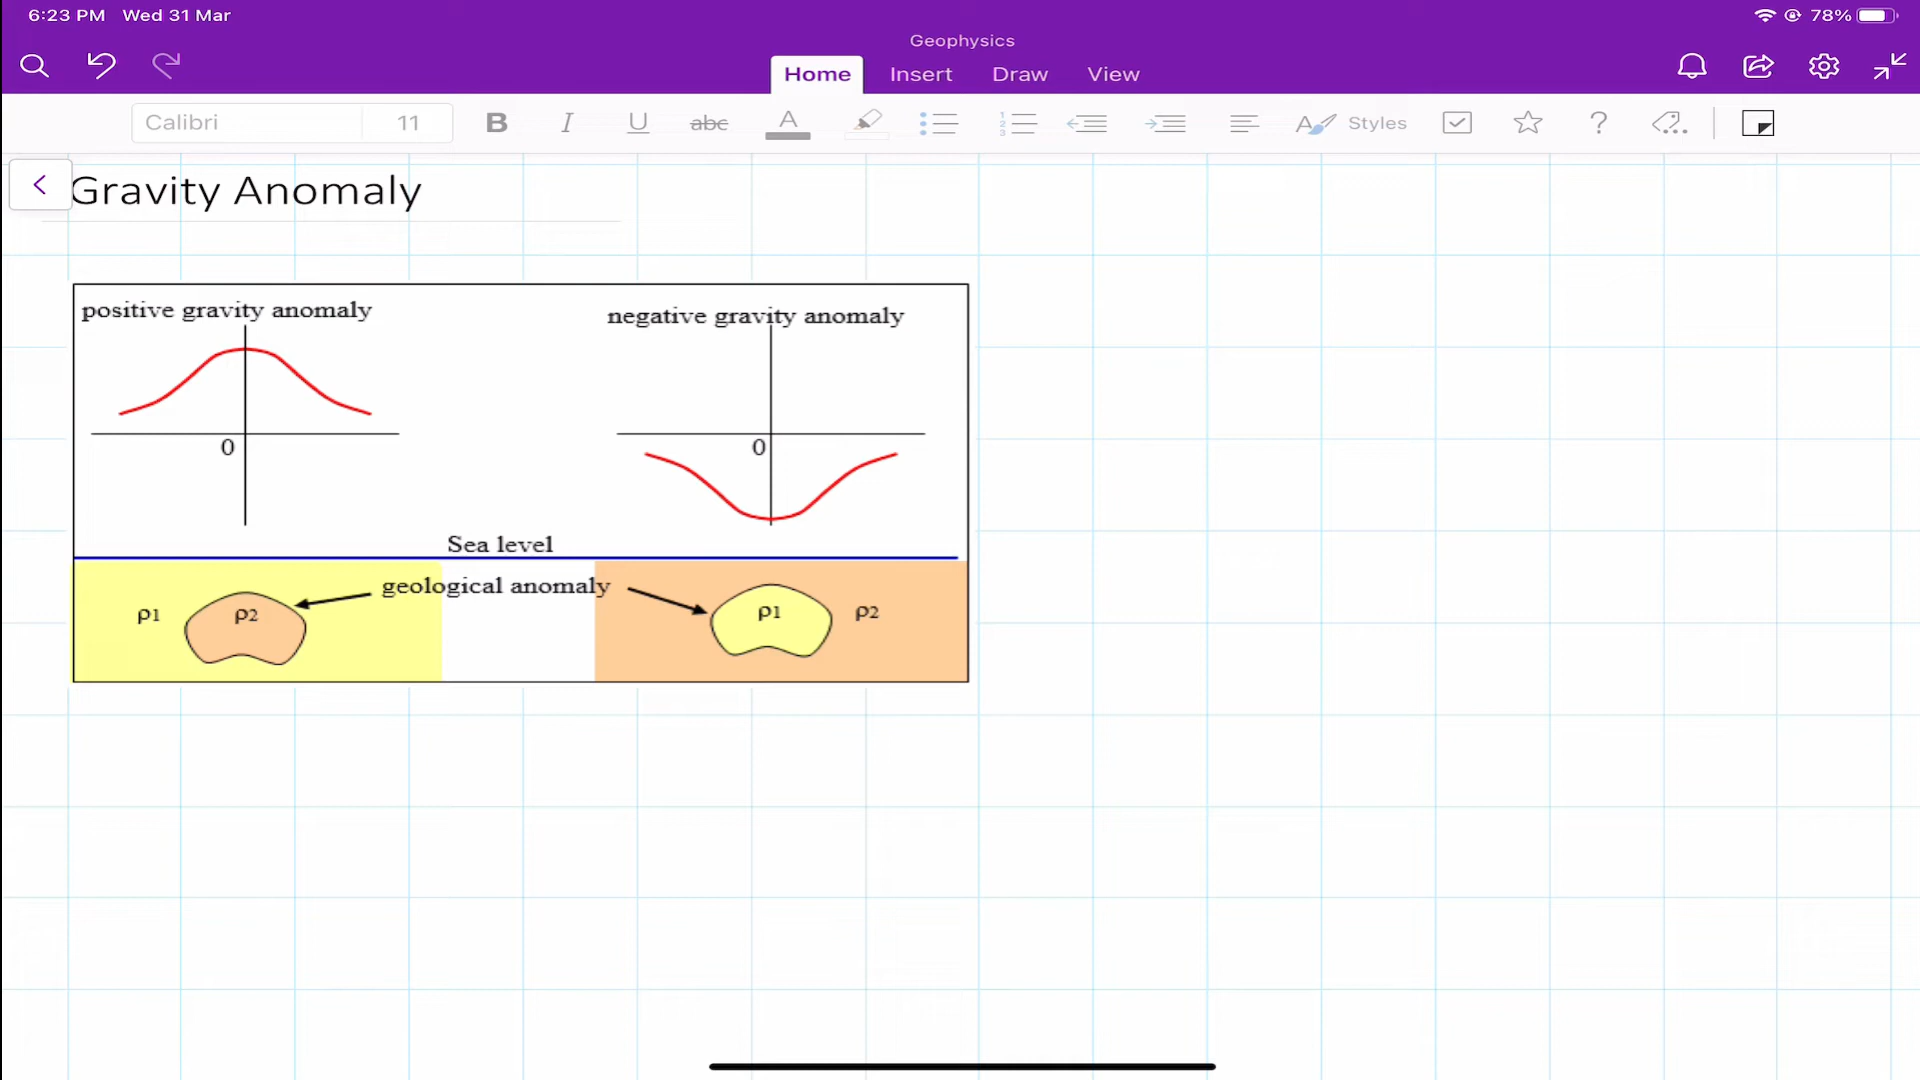 6:23 PM Wed 31 Mar
78%
Geophysics
Home Insert Draw View
Calibri 11 B I U abc A Styles
Gravity Anomaly
positive gravity anomaly
negative gravity anomaly
0
0
Sea level
geological anomaly
ρ1 ρ2
ρ1 ρ2